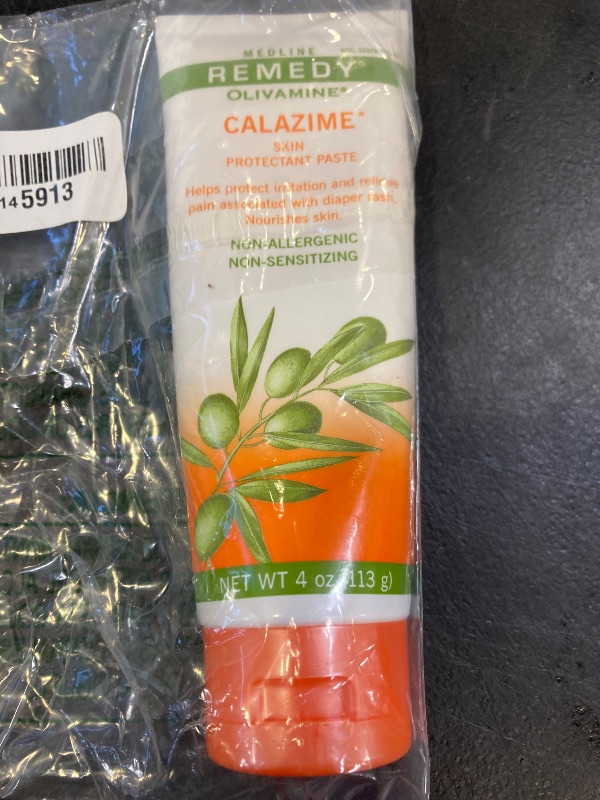 MEDLINE
REMEDY®
OLIVAMINE®
CALAZIME®
SKIN
PROTECTANT PASTE
Helps protect irritation and relieve
pain associated with diaper rash.
Nourishes skin.
NON-ALLERGENIC
NON-SENSITIZING
NET WT 4 oz (113 g)
145913